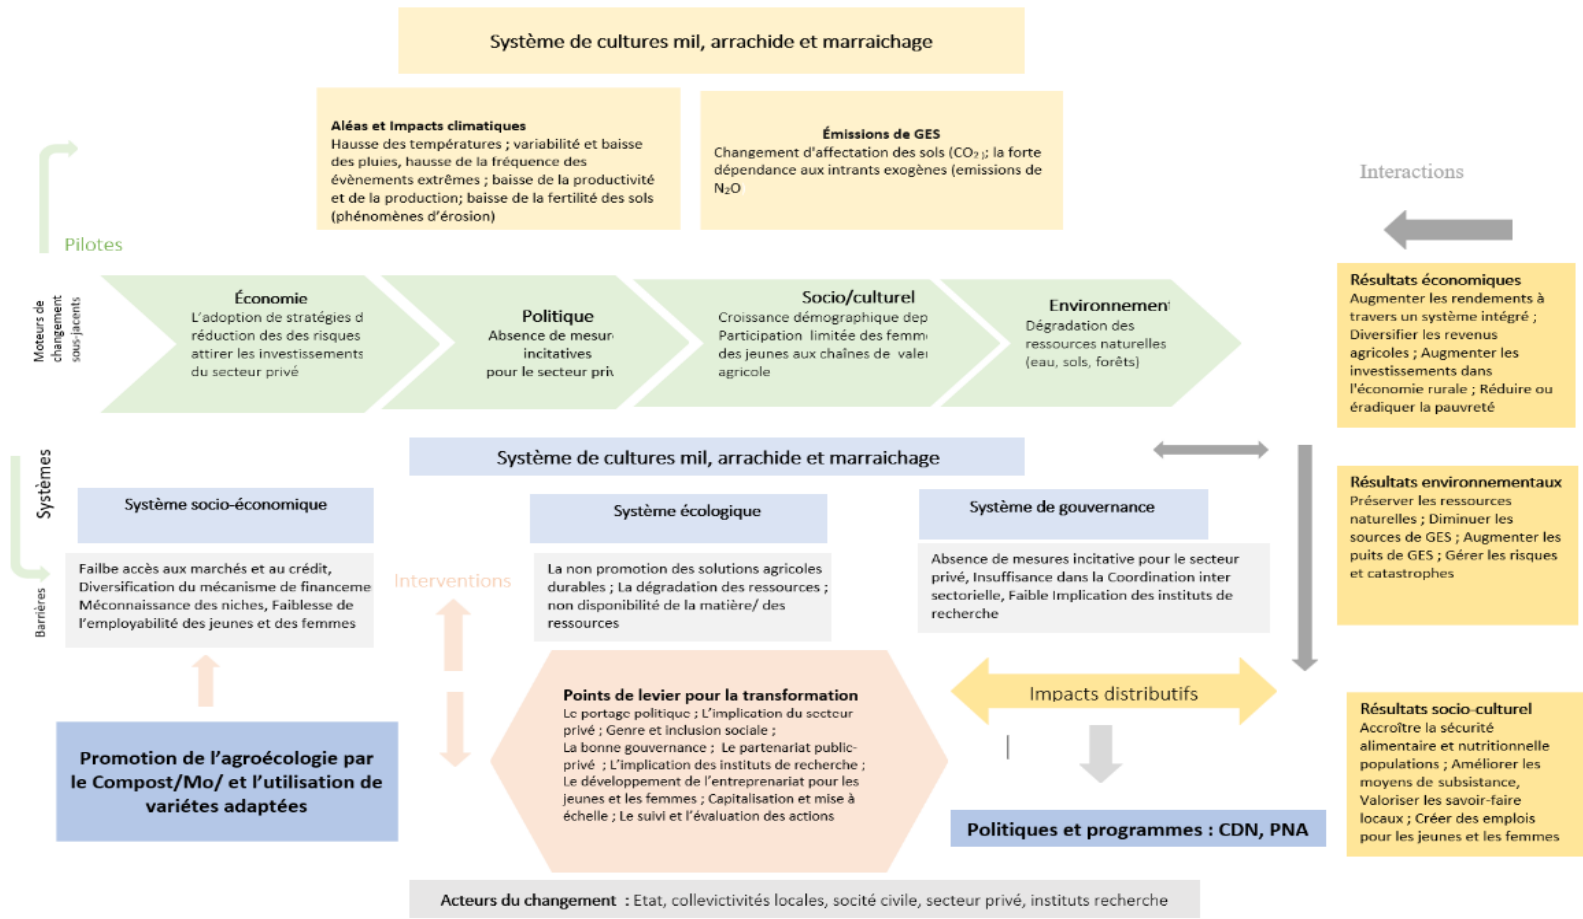 Système de cultures mil, arrachide et marraichage
Aléas et Impacts climatiques
Hausse des températures ; variabilité et baisse
des pluies, hausse de la fréquence des
évènements extrêmes ; baisse de la productivité
et de la production; baisse de la fertilité des sols
(phénomènes d'érosion)
Émissions de GES
Changement d'affectation des sols (CO₂); la forte
dépendance aux intrants exogènes (emissions de
N₂O
Interactions
Pilotes
Moteurs de
changement
sous-jacents
Économie
L'adoption de stratégies d
réduction des des risques
attirer les investissements
du secteur privé
Politique
Absence de mesur
incitatives
pour le secteur priv
Socio/culturel
Croissance démographique dep
Participation limitée des femm
des jeunes aux chaînes de vale
agricole
Environnement
Dégradation des
ressources naturelles
(eau, sols, forêts)
Résultats économiques
Augmenter les rendements à
travers un système intégré ;
Diversifier les revenus
agricoles ; Augmenter les
investissements dans
l'économie rurale ; Réduire ou
éradiquer la pauvreté
Systèmes
Système de cultures mil, arrachide et marraichage
Système socio-économique
Système écologique
Système de gouvernance
Résultats environnementaux
Préserver les ressources
naturelles ; Diminuer les
sources de GES ; Augmenter les
puits de GES ; Gérer les risques
et catastrophes
Barrières
Failbe accès aux marchés et au crédit,
Diversification du mécanisme de financeme
Méconnaissance des niches, Faiblesse de
l'employabilité des jeunes et des femmes
Interventions
La non promotion des solutions agricoles
durables ; La dégradation des ressources ;
non disponibilité de la matière/ des
ressources
Absence de mesures incitative pour le secteur
privé, Insuffisance dans la Coordination inter
sectorielle, Faible Implication des instituts de
recherche
Promotion de l'agroécologie par
le Compost/Mo/ et l'utilisation de
variétes adaptées
Points de levier pour la transformation
Le portage politique ; L'implication du secteur
privé ; Genre et inclusion sociale ;
La bonne gouvernance ; Le partenariat public-
privé ; L'implication des instituts de recherche ;
Le développement de l'entreprenariat pour les
jeunes et les femmes ; Capitalisation et mise à
échelle ; Le suivi et l'évaluation des actions
Impacts distributifs
Politiques et programmes : CDN, PNA
Résultats socio-culturel
Accroître la sécurité
alimentaire et nutritionnelle
populations ; Améliorer les
moyens de subsistance,
Valoriser les savoir-faire
locaux ; Créer des emplois
pour les jeunes et les femmes
Acteurs du changement : Etat, collevictivités locales, socité civile, secteur privé, instituts recherche